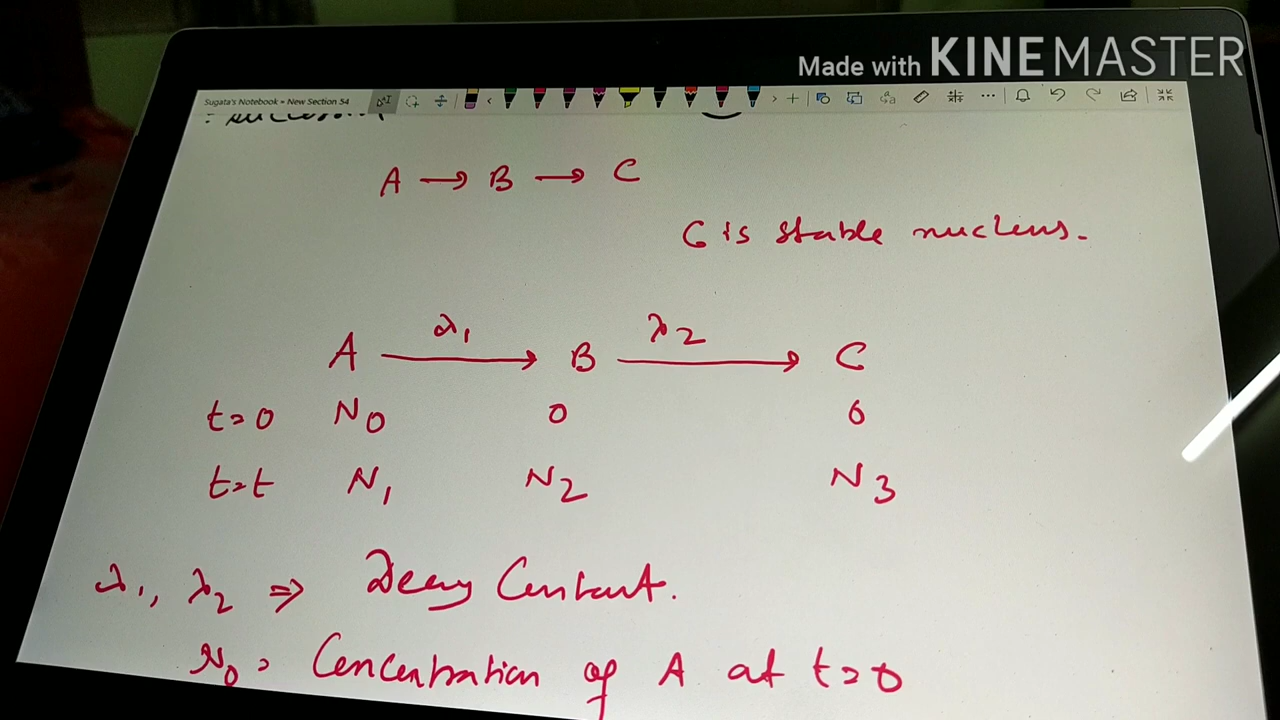 Made with KINEMASTER
Sugata's Notebook » New Section 54
A → B → C
C is stable nucleus.
λ1 λ2
A → B → C
t=0 N0 0 0
t=t N1 N2 N3
λ1, λ2 ⇒ Decay Constant.
N0 = Concentration of A at t=0